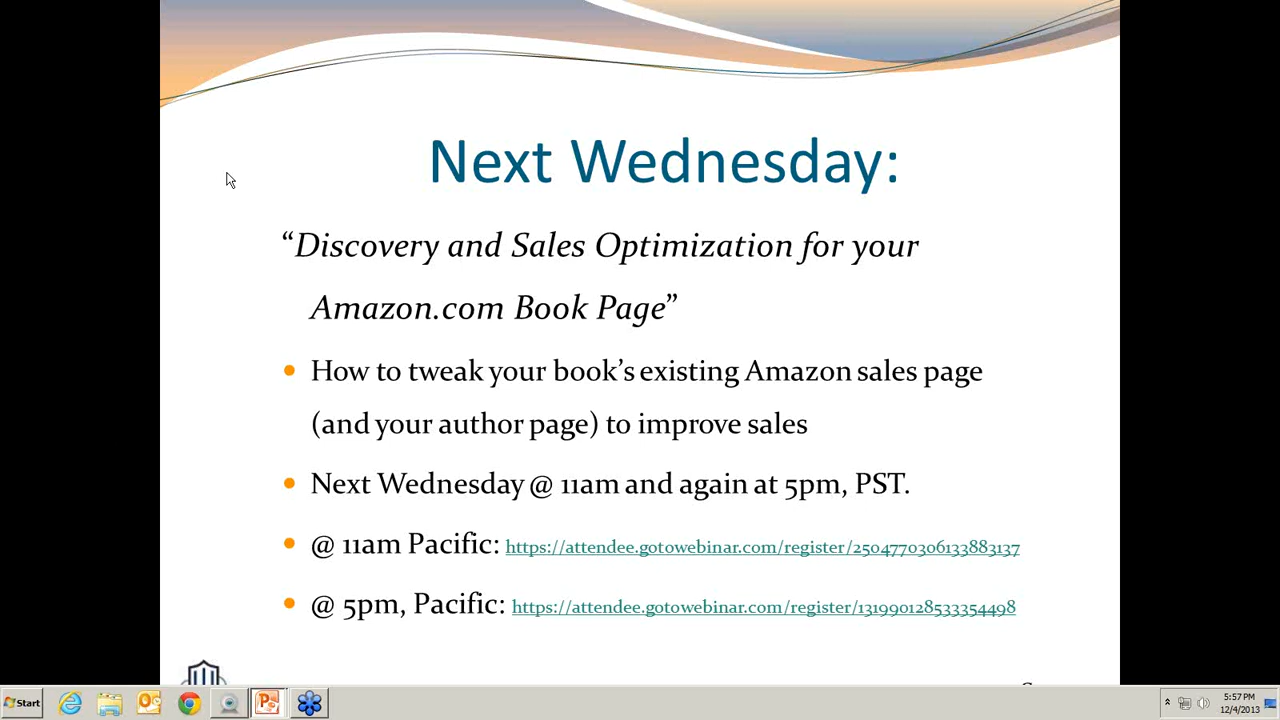 Next Wednesday:
“Discovery and Sales Optimization for your
Amazon.com Book Page”
• How to tweak your book’s existing Amazon sales page
(and your author page) to improve sales
• Next Wednesday @ 11am and again at 5pm, PST.
• @ 11am Pacific: https://attendee.gotowebinar.com/register/2504770306133883137
• @ 5pm, Pacific: https://attendee.gotowebinar.com/register/131990128533354498
Start
5:57 PM
12/4/2013